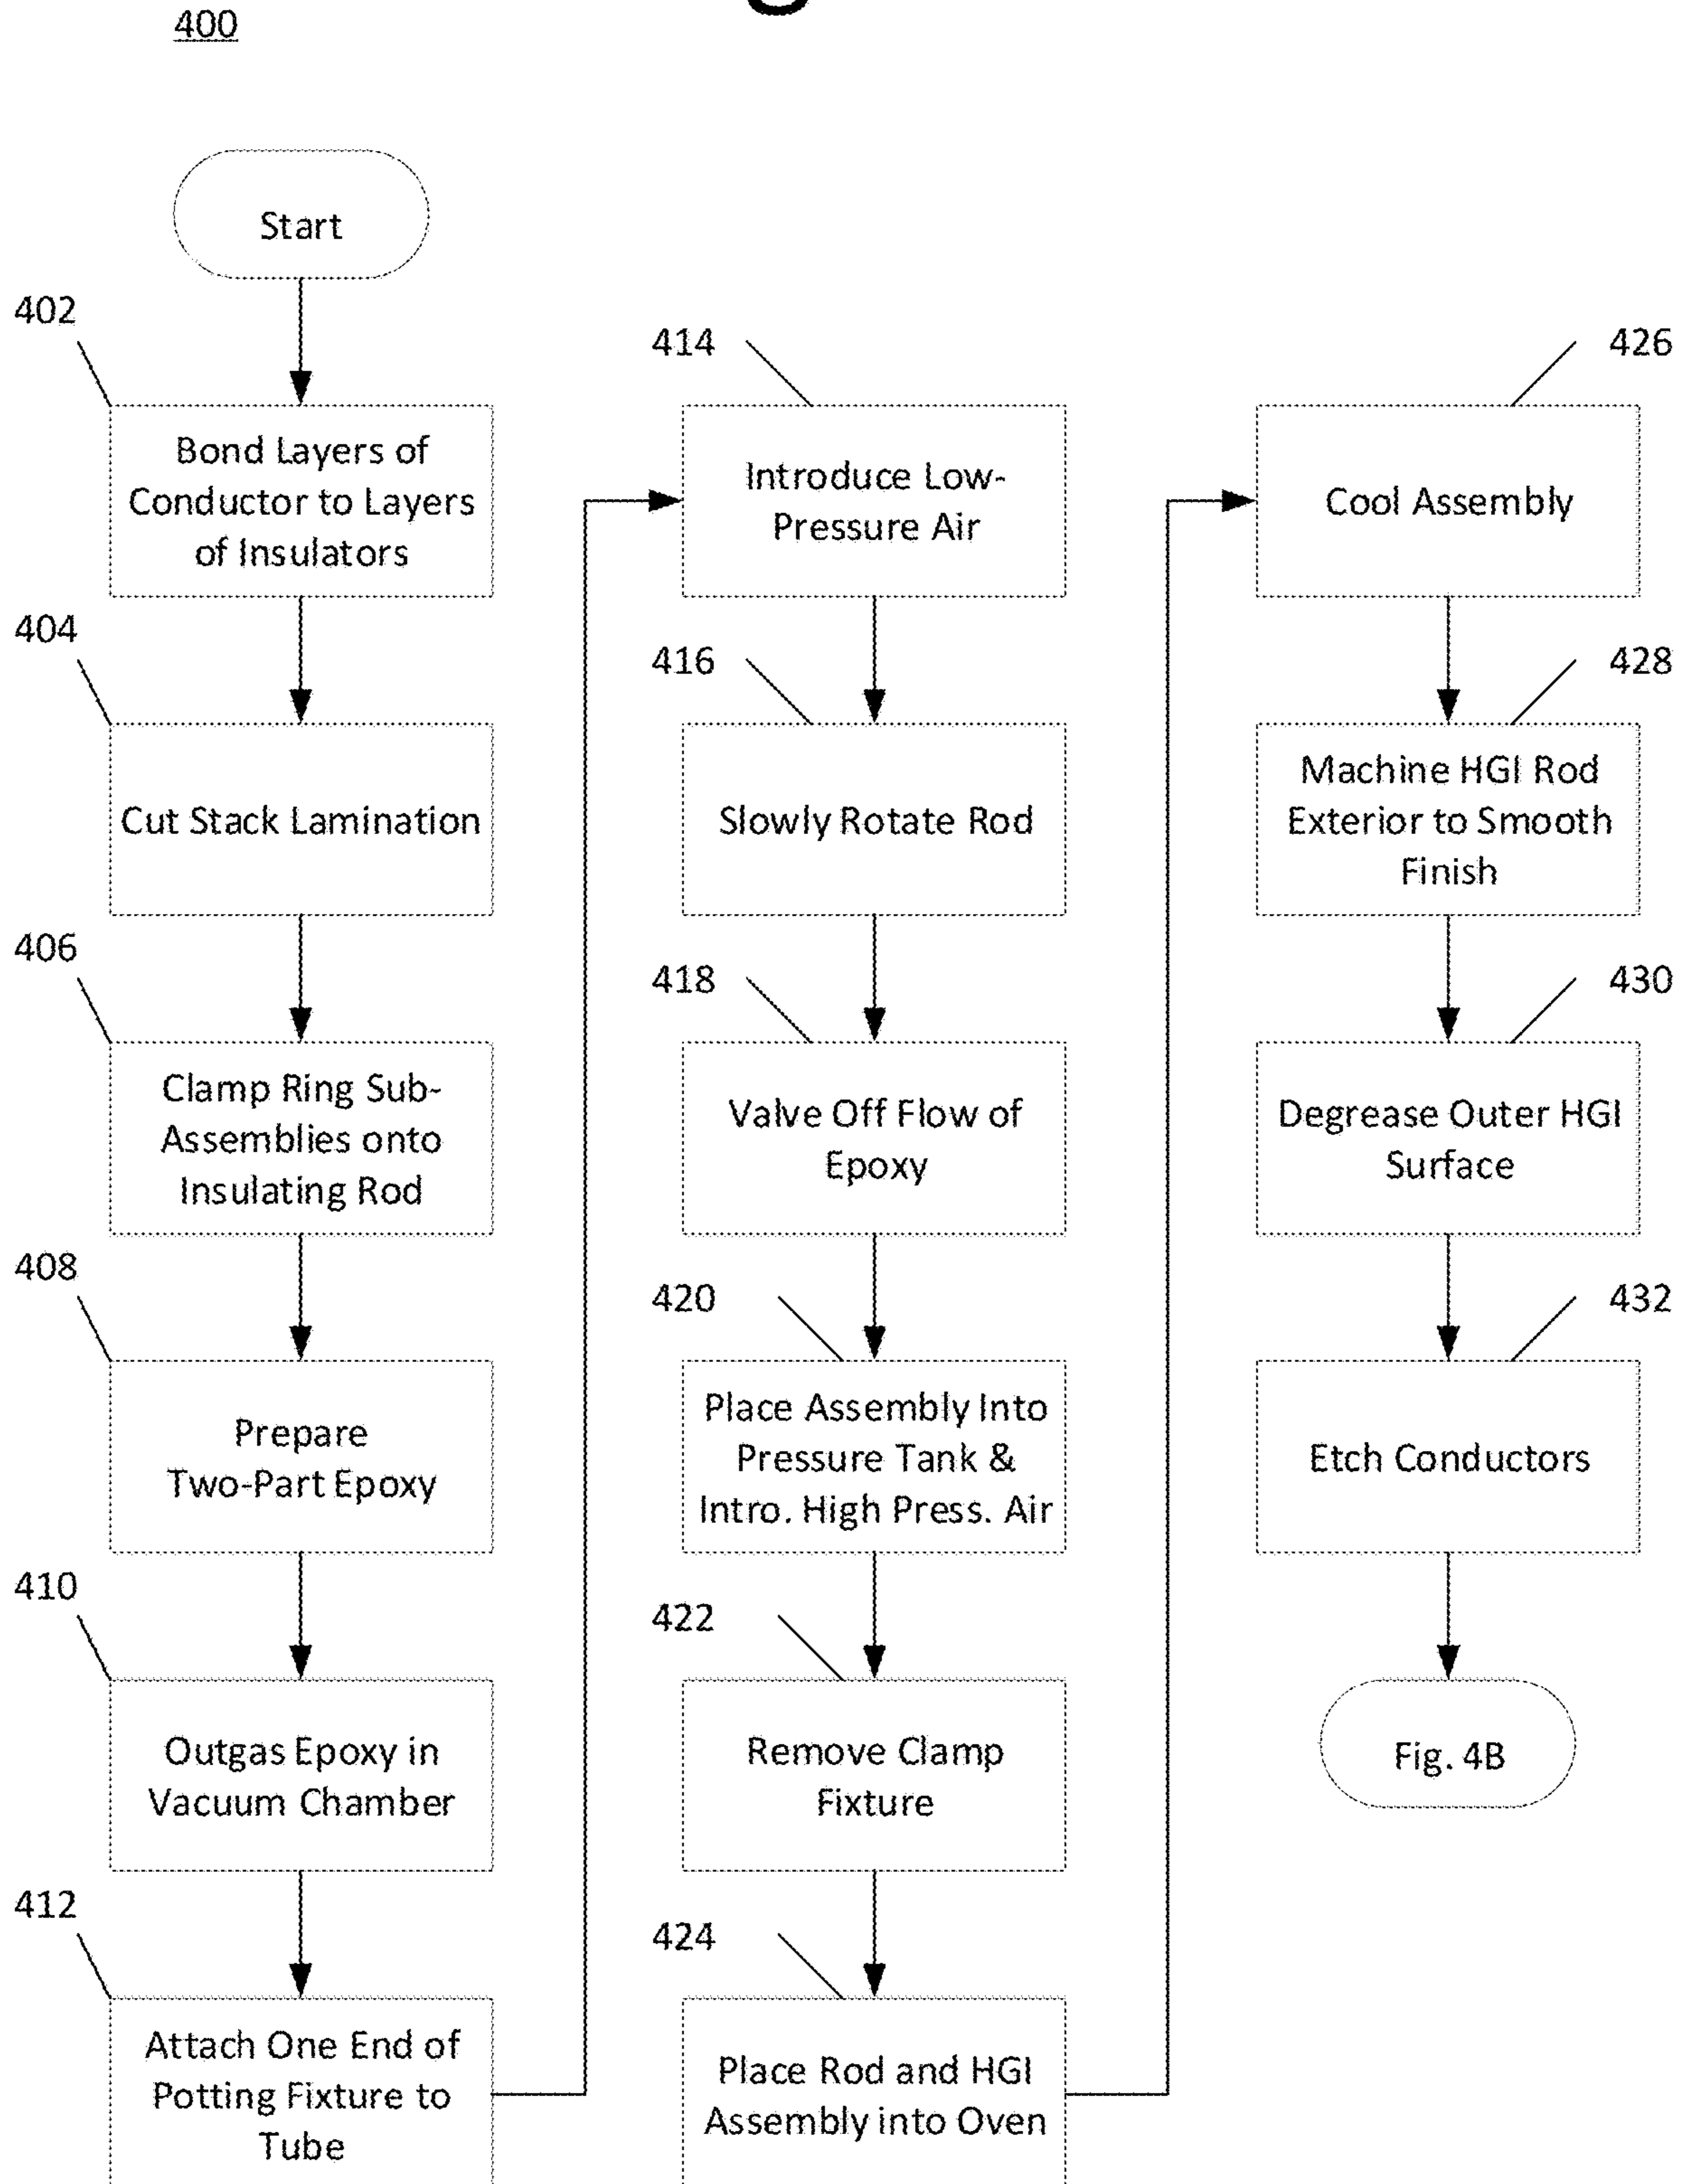 400
Start
402
Bond Layers of
Conductor to Layers
of Insulators
404
Cut Stack Lamination
406
Clamp Ring Sub-
Assemblies onto
Insulating Rod
408
Prepare
Two-Part Epoxy
410
Outgas Epoxy in
Vacuum Chamber
412
Attach One End of
Potting Fixture to
Tube
414
Introduce Low-
Pressure Air
416
Slowly Rotate Rod
418
Valve Off Flow of
Epoxy
420
Place Assembly Into
Pressure Tank &
Intro. High Press. Air
422
Remove Clamp
Fixture
424
Place Rod and HGI
Assembly into Oven
426
Cool Assembly
428
Machine HGI Rod
Exterior to Smooth
Finish
430
Degrease Outer HGI
Surface
432
Etch Conductors
Fig. 4B